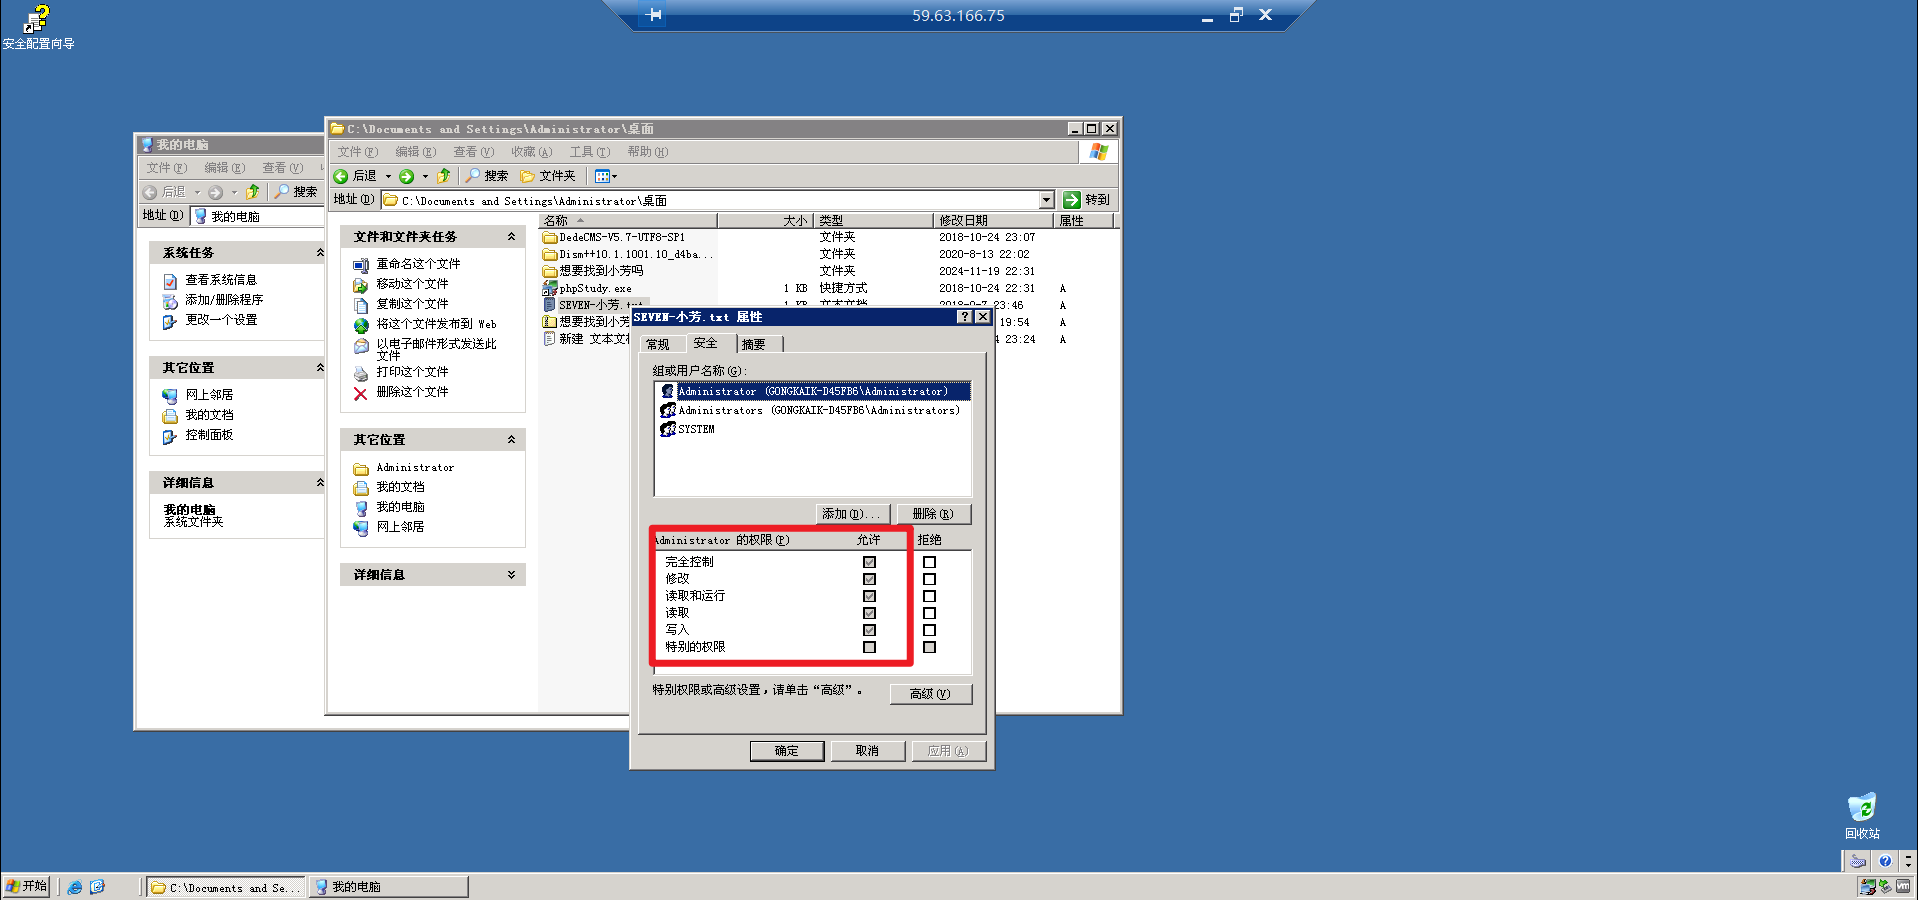 59.63.166.75
安全配置向导
我的电脑
文件(F) 编辑(E) 查看(V)
后退 搜索
地址(D) 我的电脑
系统任务
查看系统信息
添加/删除程序
更改一个设置
其它位置
网上邻居
我的文档
控制面板
详细信息
我的电脑
系统文件夹
C:\Documents and Settings\Administrator\桌面
文件(F) 编辑(E) 查看(V) 收藏(A) 工具(T) 帮助(H)
后退 搜索 文件夹
地址(D) C:\Documents and Settings\Administrator\桌面 转到
文件和文件夹任务
重命名这个文件
移动这个文件
复制这个文件
将这个文件发布到 Web
以电子邮件形式发送此
文件
打印这个文件
删除这个文件
其它位置
Administrator
我的文档
我的电脑
网上邻居
详细信息
名称 大小 类型 修改日期 属性
DedeCMS-V5.7-UTF8-SP1 文件夹 2018-10-24 23:07
Dism++10.1.1001.10_d4ba... 文件夹 2020-8-13 22:02
想要找到小芳吗 文件夹 2024-11-19 22:31
phpStudy.exe 1 KB 快捷方式 2018-10-24 22:31 A
SEVEN-小芳.txt 1 KB 文本文档 2018-9-7 23:46 A
想要找到小芳 19:54 A
新建 文本文档 4 23:24 A
SEVEN-小芳.txt 属性
常规 安全 摘要
组或用户名称(G):
Administrator (GONGKAIK-D45FB6\Administrator)
Administrators (GONGKAIK-D45FB6\Administrators)
SYSTEM
添加(D)... 删除(R)
Administrator 的权限(P) 允许 拒绝
完全控制
修改
读取和运行
读取
写入
特别的权限
特别权限或高级设置，请单击“高级”。
高级(V)
确定 取消 应用(A)
回收站
开始 C:\Documents and Se... 我的电脑